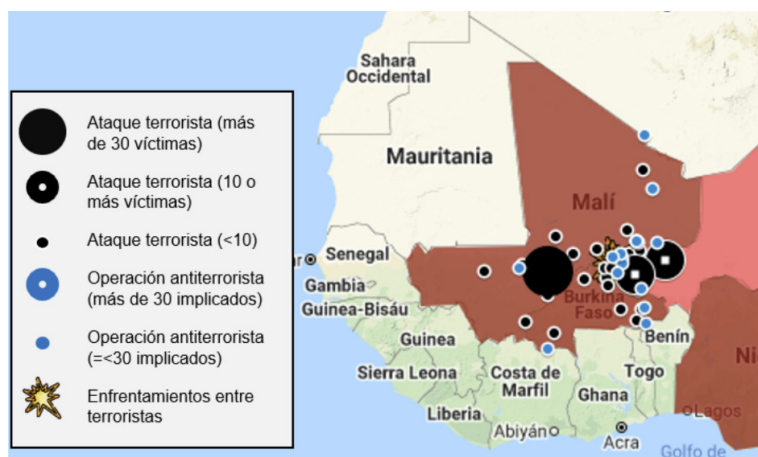 Ataque terrorista (más
de 30 víctimas)
Ataque terrorista (10 o
más víctimas)
Ataque terrorista (<10)
Operación antiterrorista
(más de 30 implicados)
Operación antiterrorista
(=<30 implicados)
Enfrentamientos entre
terroristas
Sahara
Occidental
Mauritania
Malí
Senegal
Gambia
Guinea-Bisáu
Guinea
Sierra Leona
Liberia
Costa de
Marfil
Burkina
Faso
Ghana
Togo
Benín
Abiyán
Acra
Lagos
Golfo de